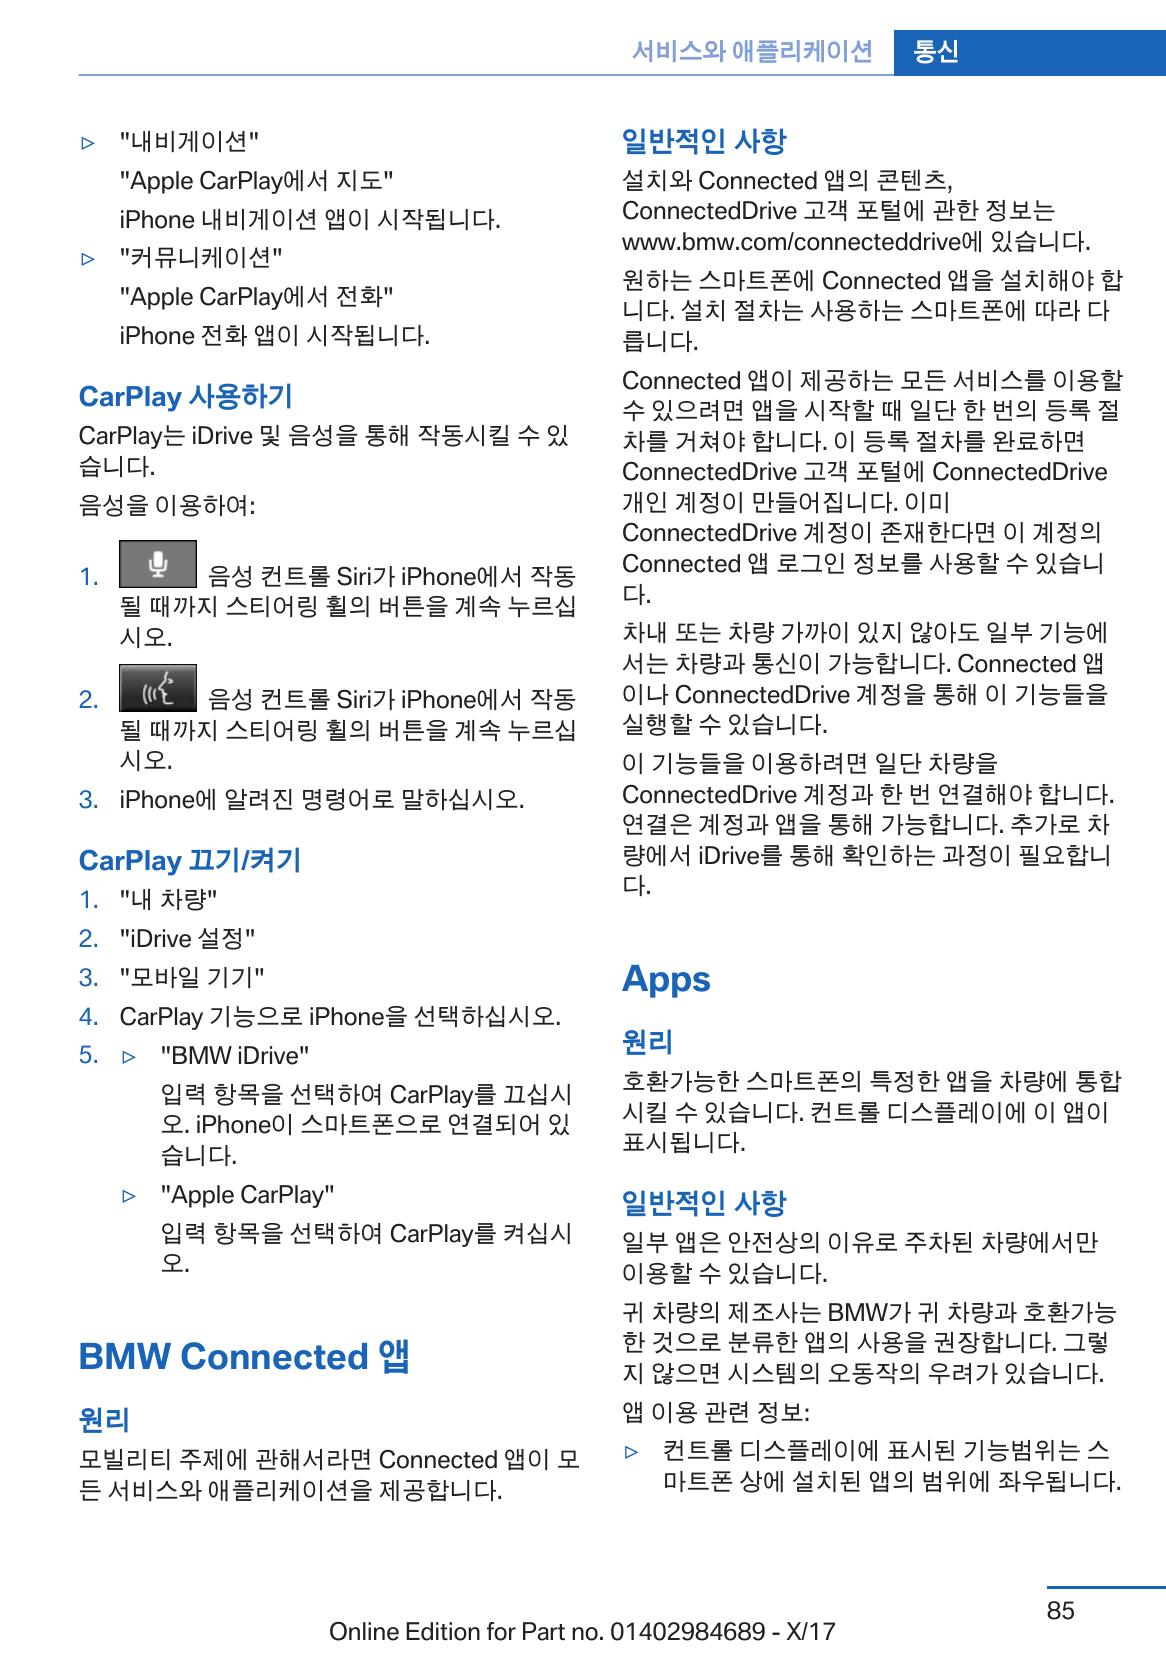 서비스와 애플리케이션 통신
▷ "내비게이션"
"Apple CarPlay에서 지도"
iPhone 내비게이션 앱이 시작됩니다.
▷ "커뮤니케이션"
"Apple CarPlay에서 전화"
iPhone 전화 앱이 시작됩니다.
CarPlay 사용하기
CarPlay는 iDrive 및 음성을 통해 작동시킬 수 있
습니다.
음성을 이용하여:
1. 음성 컨트롤 Siri가 iPhone에서 작동
될 때까지 스티어링 휠의 버튼을 계속 누르십
시오.
2. 음성 컨트롤 Siri가 iPhone에서 작동
될 때까지 스티어링 휠의 버튼을 계속 누르십
시오.
3. iPhone에 알려진 명령어로 말하십시오.
CarPlay 끄기/켜기
1. "내 차량"
2. "iDrive 설정"
3. "모바일 기기"
4. CarPlay 기능으로 iPhone을 선택하십시오.
5. ▷ "BMW iDrive"
입력 항목을 선택하여 CarPlay를 끄십시
오. iPhone이 스마트폰으로 연결되어 있
습니다.
▷ "Apple CarPlay"
입력 항목을 선택하여 CarPlay를 켜십시
오.
BMW Connected 앱
원리
모빌리티 주제에 관해서라면 Connected 앱이 모
든 서비스와 애플리케이션을 제공합니다.
일반적인 사항
설치와 Connected 앱의 콘텐츠,
ConnectedDrive 고객 포털에 관한 정보는
www.bmw.com/connecteddrive에 있습니다.
원하는 스마트폰에 Connected 앱을 설치해야 합
니다. 설치 절차는 사용하는 스마트폰에 따라 다
릅니다.
Connected 앱이 제공하는 모든 서비스를 이용할
수 있으려면 앱을 시작할 때 일단 한 번의 등록 절
차를 거쳐야 합니다. 이 등록 절차를 완료하면
ConnectedDrive 고객 포털에 ConnectedDrive
개인 계정이 만들어집니다. 이미
ConnectedDrive 계정이 존재한다면 이 계정의
Connected 앱 로그인 정보를 사용할 수 있습니
다.
차내 또는 차량 가까이 있지 않아도 일부 기능에
서는 차량과 통신이 가능합니다. Connected 앱
이나 ConnectedDrive 계정을 통해 이 기능들을
실행할 수 있습니다.
이 기능들을 이용하려면 일단 차량을
ConnectedDrive 계정과 한 번 연결해야 합니다.
연결은 계정과 앱을 통해 가능합니다. 추가로 차
량에서 iDrive를 통해 확인하는 과정이 필요합니
다.
Apps
원리
호환가능한 스마트폰의 특정한 앱을 차량에 통합
시킬 수 있습니다. 컨트롤 디스플레이에 이 앱이
표시됩니다.
일반적인 사항
일부 앱은 안전상의 이유로 주차된 차량에서만
이용할 수 있습니다.
귀 차량의 제조사는 BMW가 귀 차량과 호환가능
한 것으로 분류한 앱의 사용을 권장합니다. 그렇
지 않으면 시스템의 오동작의 우려가 있습니다.
앱 이용 관련 정보:
▷ 컨트롤 디스플레이에 표시된 기능범위는 스
마트폰 상에 설치된 앱의 범위에 좌우됩니다.
85
Online Edition for Part no. 01402984689 - X/17